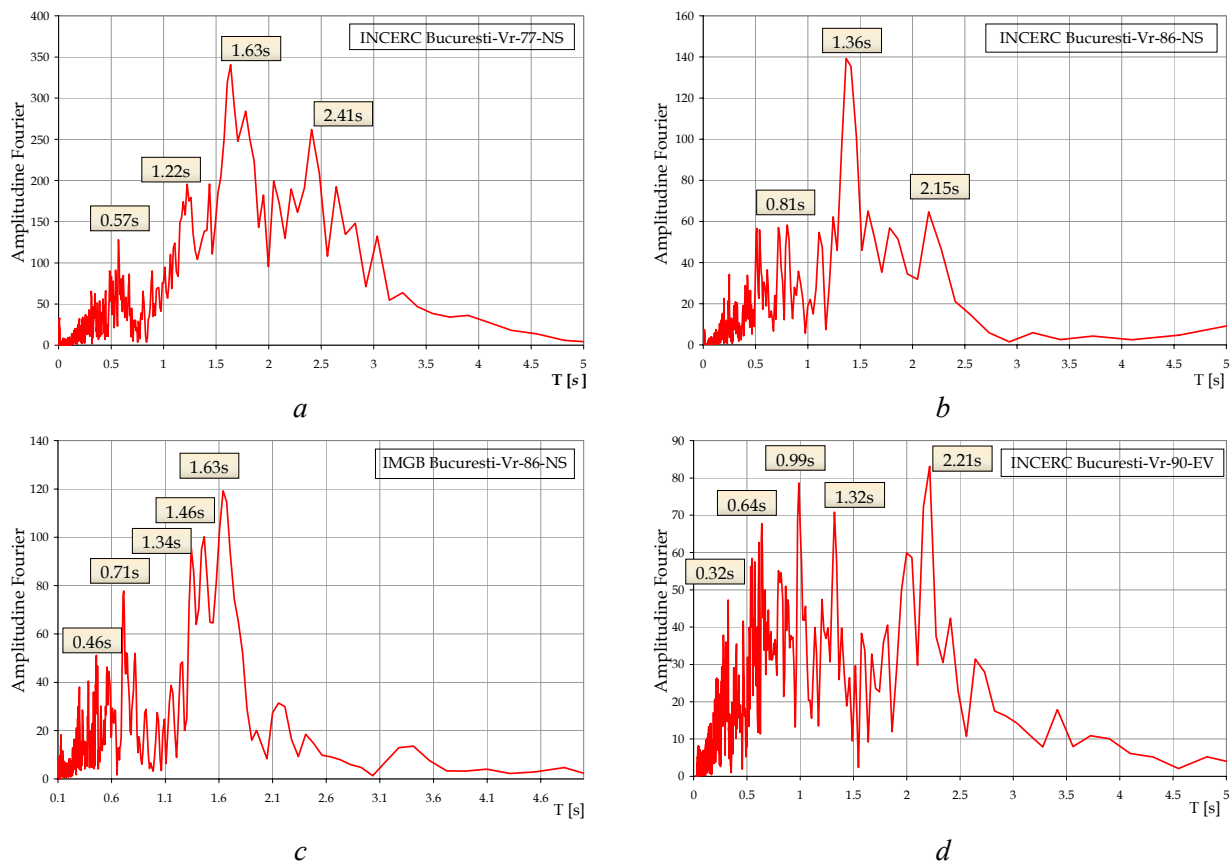 INCERC Bucuresti-Vr-77-NS
Amplitudine Fourier
400
350
300
250
200
150
100
50
0
0.57s
1.22s
1.63s
2.41s
0 0.5 1 1.5 2 2.5 3 3.5 4 4.5 5
T [s]
a
INCERC Bucuresti-Vr-86-NS
Amplitudine Fourier
160
140
120
100
80
60
40
20
0
0.81s
1.36s
2.15s
0 0.5 1 1.5 2 2.5 3 3.5 4 4.5 5
T [s]
b
IMGB Bucuresti-Vr-86-NS
Amplitudine Fourier
140
120
100
80
60
40
20
0
0.46s
0.71s
1.34s
1.46s
1.63s
0.1 0.6 1.1 1.6 2.1 2.6 3.1 3.6 4.1 4.6
T [s]
c
INCERC Bucuresti-Vr-90-EV
Amplitudine Fourier
90
80
70
60
50
40
30
20
10
0
0.32s
0.64s
0.99s
1.32s
2.21s
0 0.5 1 1.5 2 2.5 3 3.5 4 4.5 5
T [s]
d